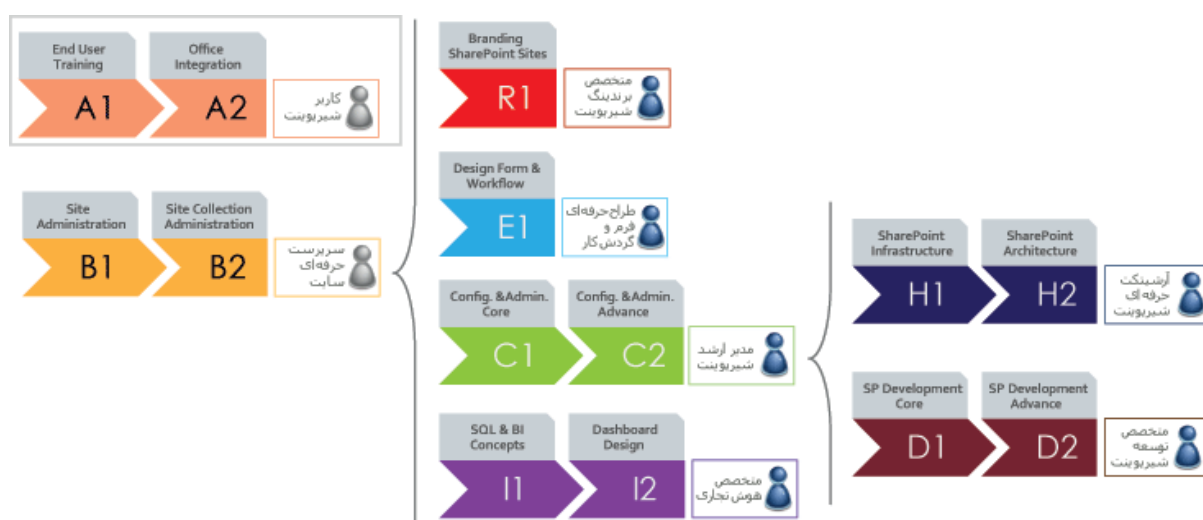 End User
Training
A1
Office
Integration
A2
کاربر
شیرپوینت
Site
Administration
B1
Site Collection
Administration
B2
سرپرست
حرفه‌ای
سایت
Branding
SharePoint Sites
R1
متخصص
برندینگ
شیرپوینت
Design Form &
Workflow
E1
طراح حرفه‌ای
فرم و
گردش کار
Config. &Admin.
Core
C1
Config. &Admin.
Advance
C2
مدیر ارشد
شیرپوینت
SQL & BI
Concepts
I1
Dashboard
Design
I2
متخصص
هوش تجاری
SharePoint
Infrastructure
H1
SharePoint
Architecture
H2
آرشیتکت
حرفه‌ای
شیرپوینت
SP Development
Core
D1
SP Development
Advance
D2
متخصص
توسعه
شیرپوینت